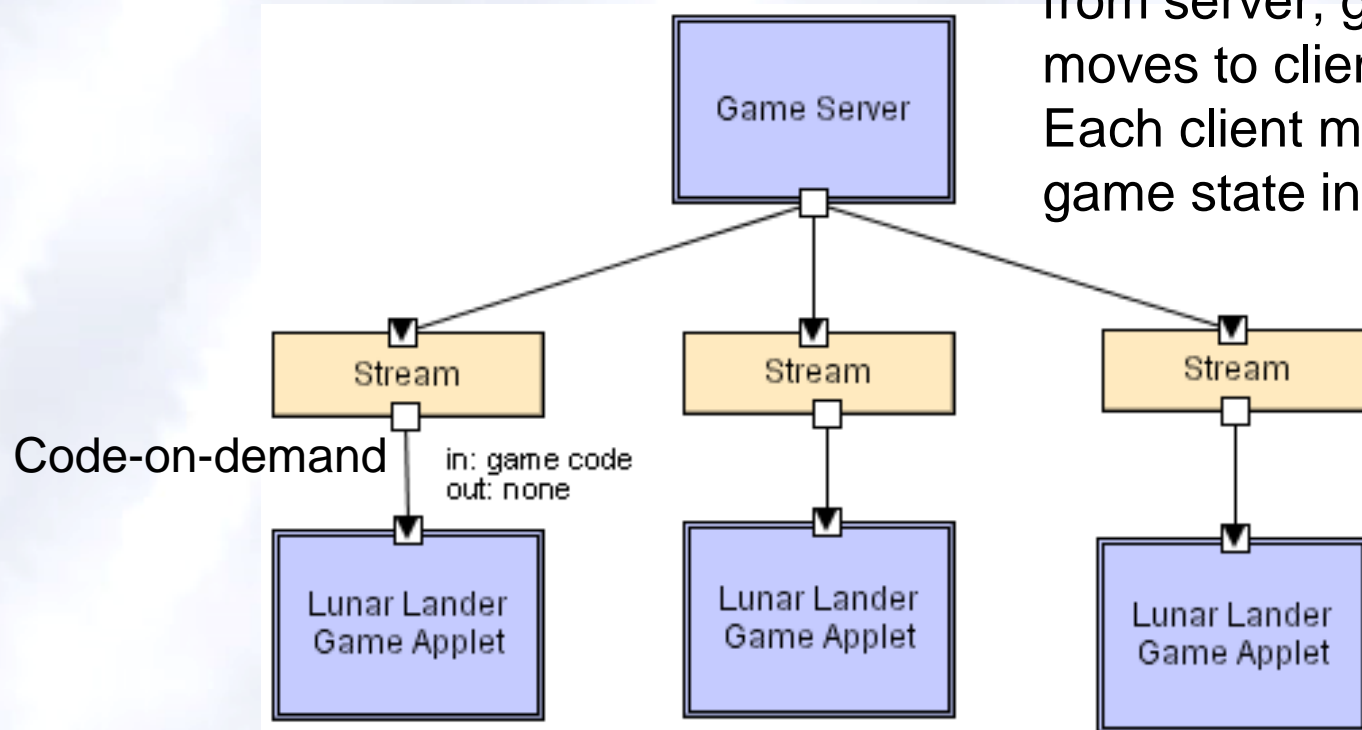 from server, g
moves to clien
Each client m
game state in
Game Server
Stream
Stream
Stream
Code-on-demand
in: game code
out: none
Lunar Lander
Game Applet
Lunar Lander
Game Applet
Lunar Lander
Game Applet